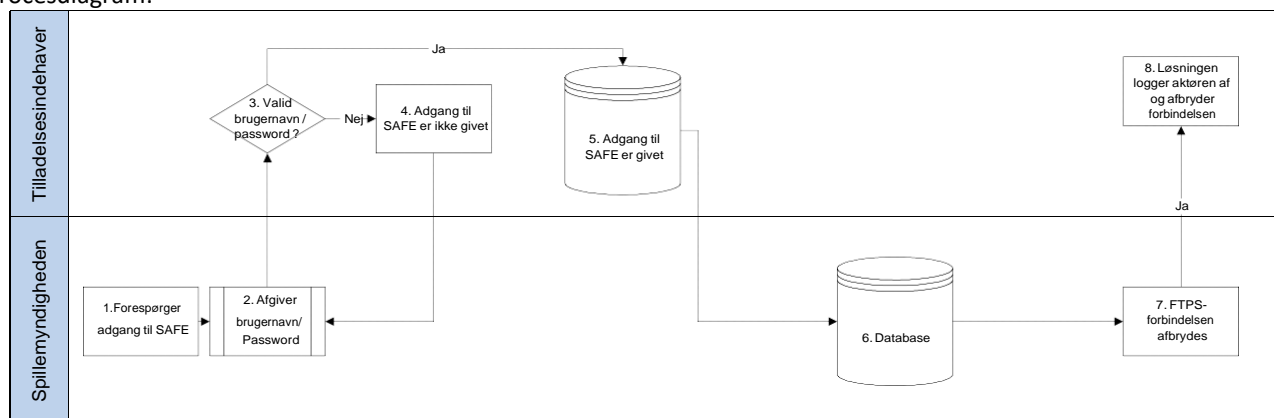 rocesdiagram:
Tilladelsesindehaver
Ja
3. Valid
brugernavn /
password ?
Nej
4. Adgang til
SAFE er ikke givet
5. Adgang til
SAFE er givet
8. Løsningen
logger aktøren af
og afbryder
forbindelsen
Ja
Spillemyndigheden
1.Forespørger
adgang til SAFE
2. Afgiver
brugernavn/
Password
6. Database
7. FTPS-
forbindelsen
afbrydes